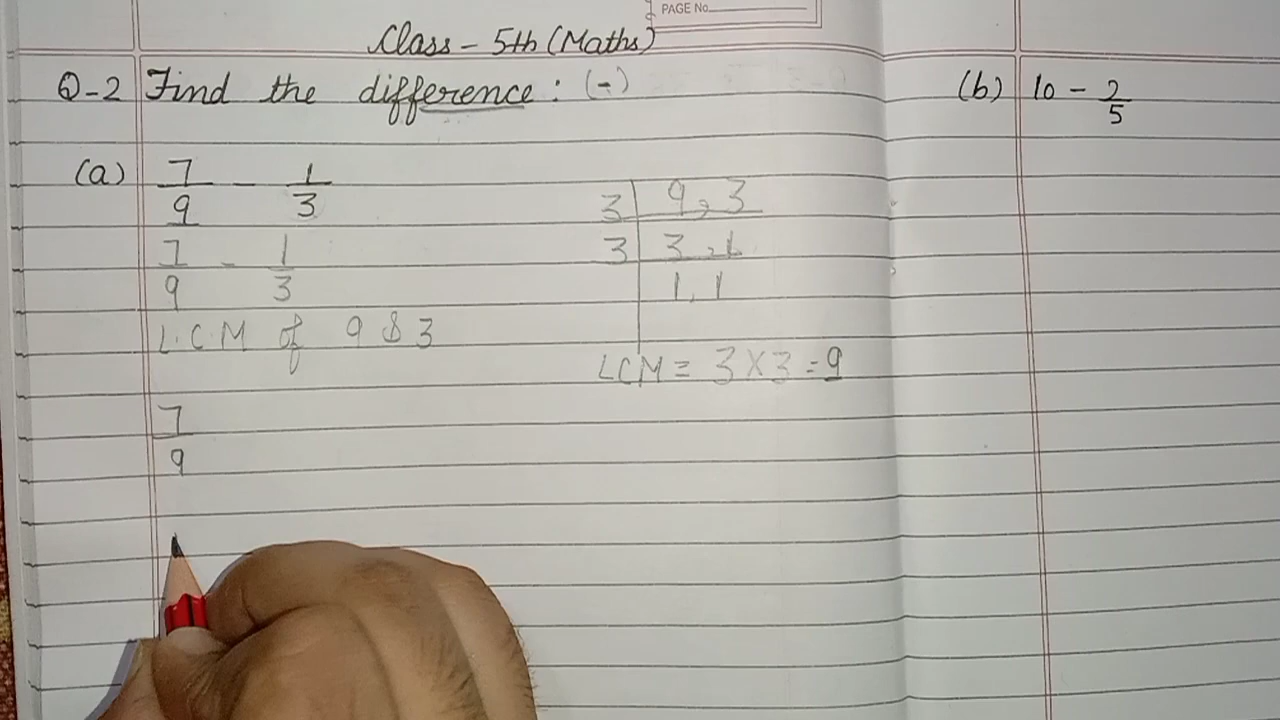 PAGE No.
Class - 5th (Maths)
Q-2 Find the difference : (-)
(a) 7/9 - 1/3
7/9 - 1/3
L.C.M of 9 & 3
7/9
3 | 9, 3
3 | 3, 1
1, 1
LCM = 3 X 3 = 9
(b) 10 - 2/5